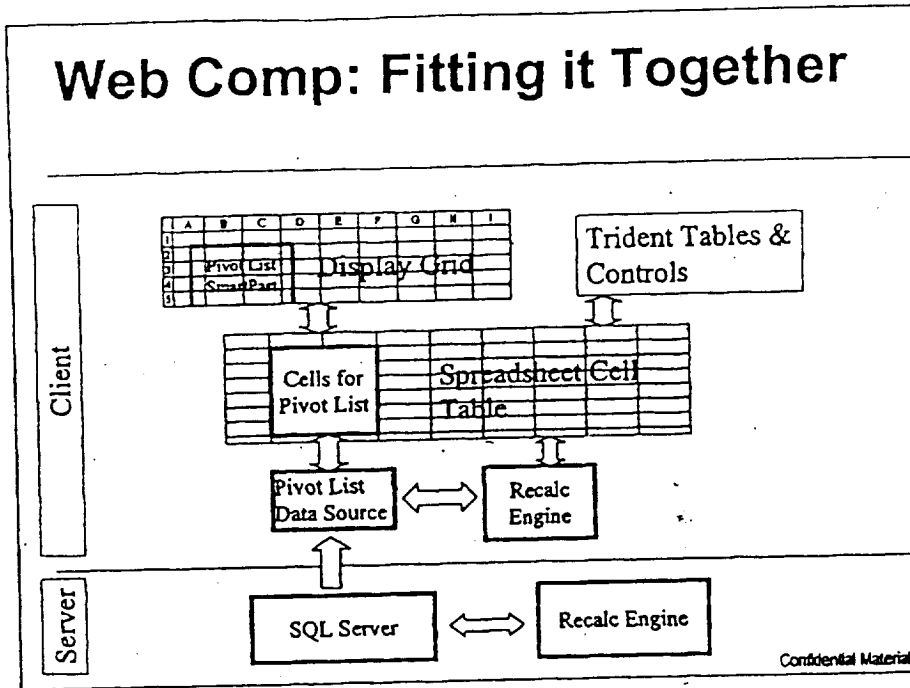 Web Comp: Fitting it Together
Client
A B C D E F G H I
1
2
3
4
5
Pivot List
SmartPart
Display Grid
Trident Tables &
Controls
Cells for
Pivot List
Spreadsheet Cell
Table
Pivot List
Data Source
Recalc
Engine
Server
SQL Server
Recalc Engine
Confidential Material